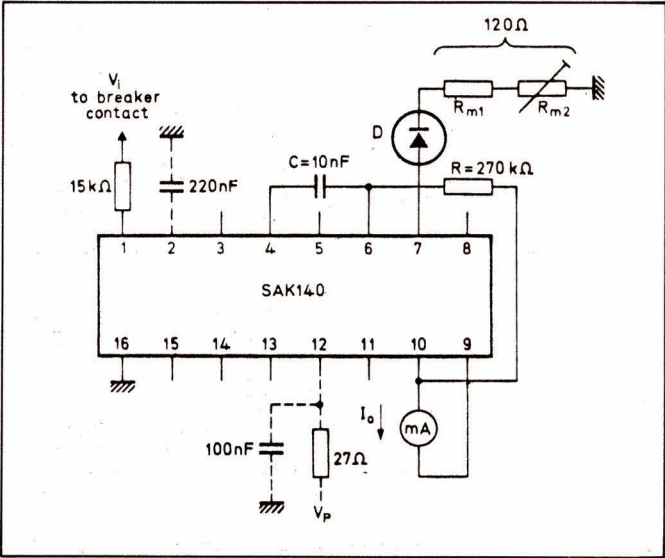 120Ω
Vi
to breaker
contact
Rm1 Rm2
D
C=10nF
R=270kΩ
15kΩ
220nF
1 2 3 4 5 6 7 8
SAK140
16 15 14 13 12 11 10 9
Io
mA
100nF
27Ω
VP